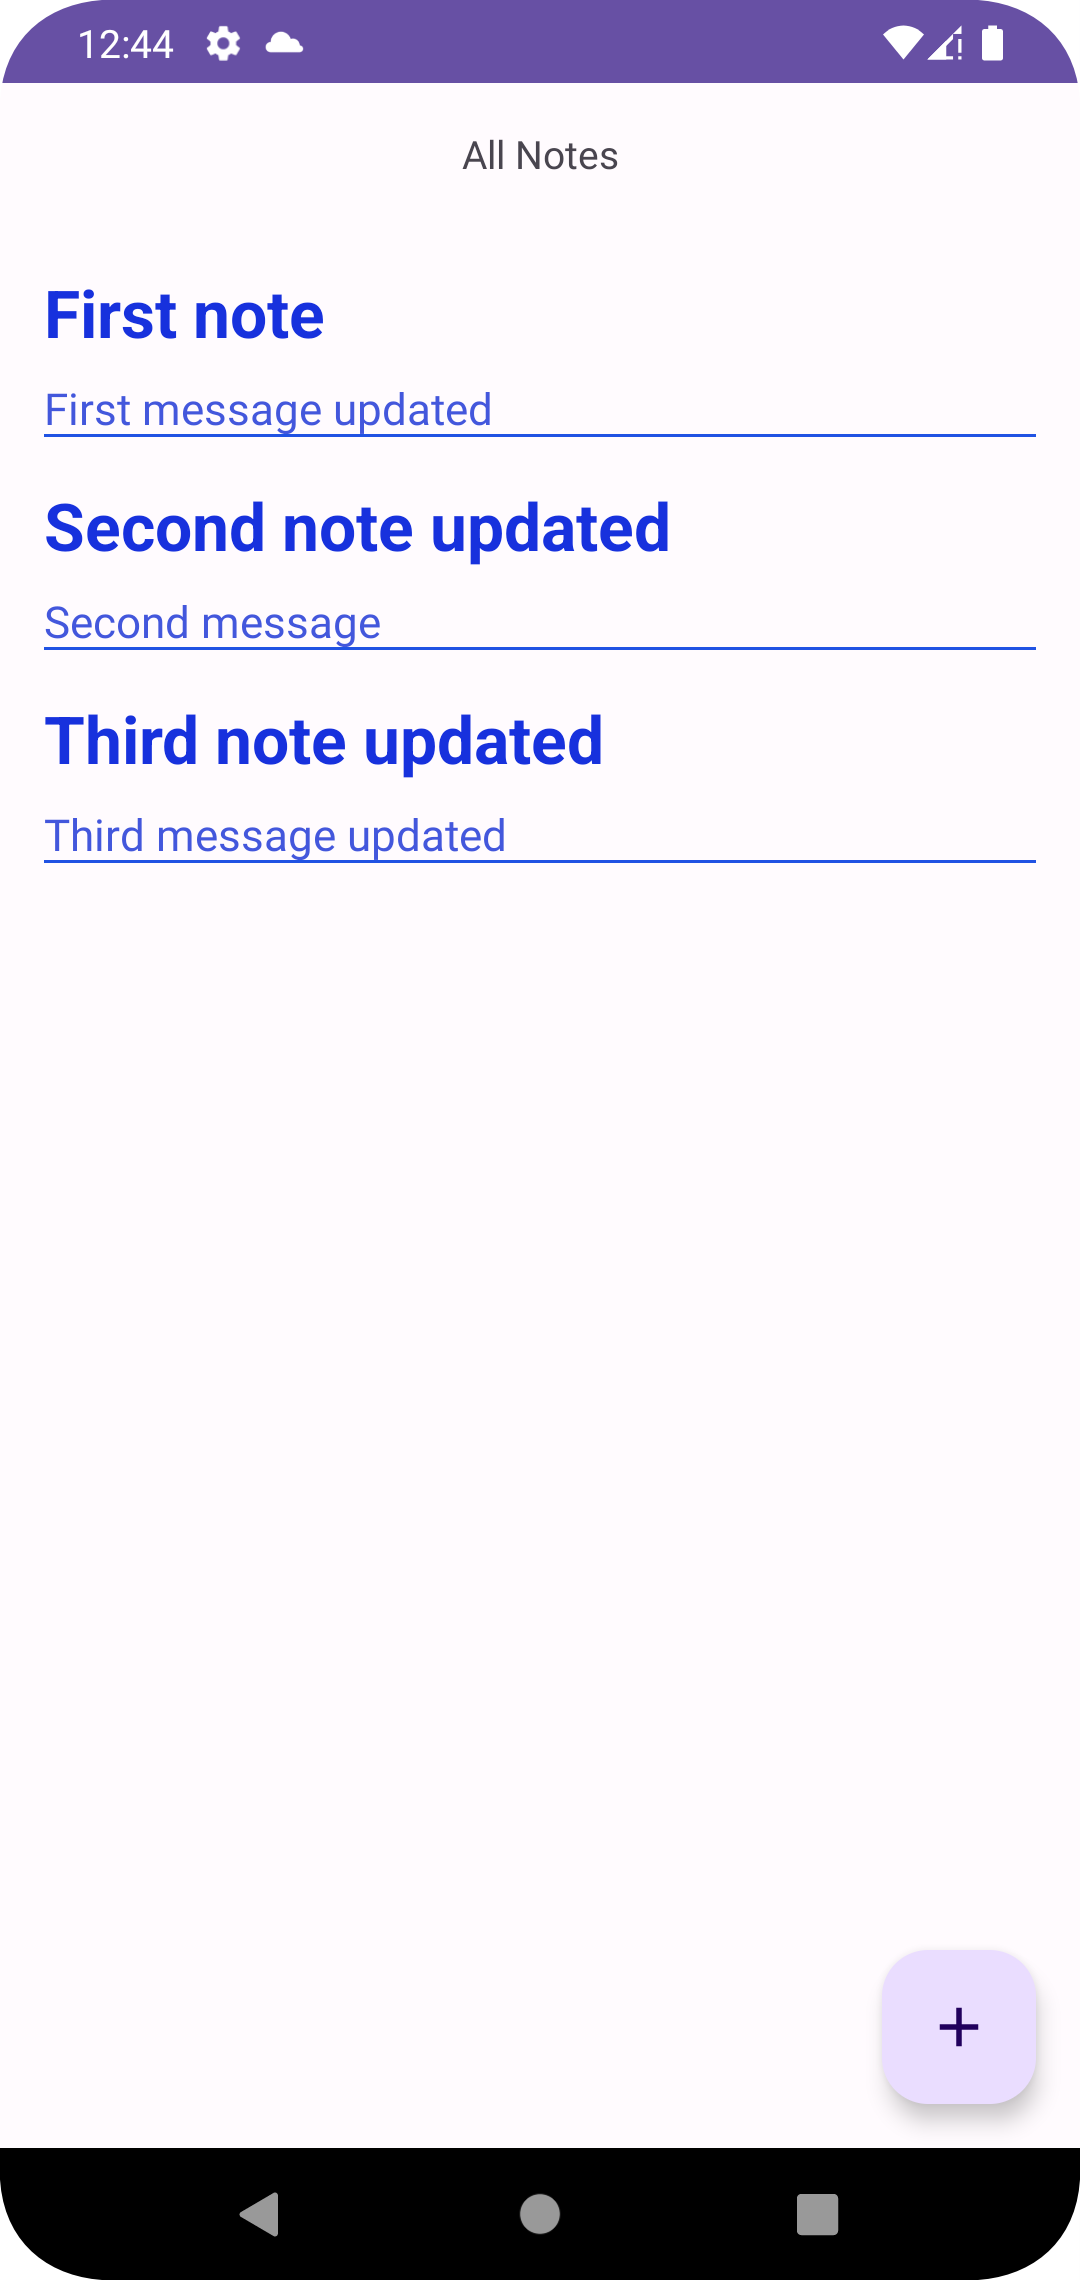 12:44
All Notes
First note
First message updated
Second note updated
Second message
Third note updated
Third message updated